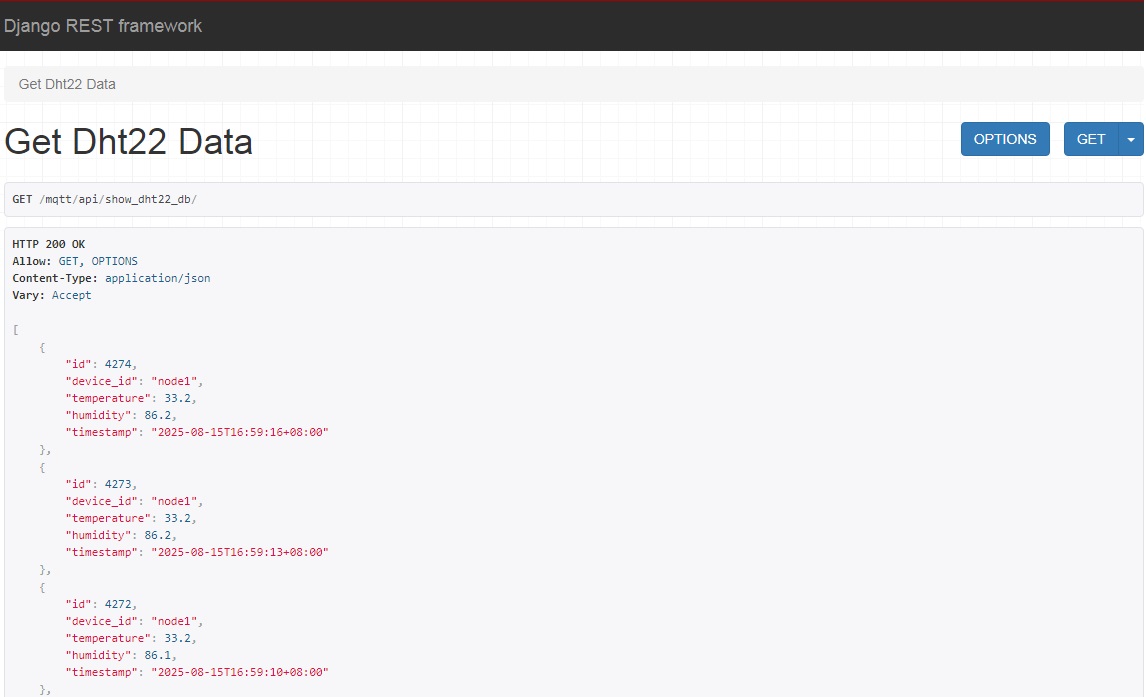 Django REST framework
Get Dht22 Data
Get Dht22 Data
OPTIONS
GET
GET /mqtt/api/show_dht22_db/
HTTP 200 OK
Allow: GET, OPTIONS
Content-Type: application/json
Vary: Accept
[
    {
        "id": 4274,
        "device_id": "node1",
        "temperature": 33.2,
        "humidity": 86.2,
        "timestamp": "2025-08-15T16:59:16+08:00"
    },
    {
        "id": 4273,
        "device_id": "node1",
        "temperature": 33.2,
        "humidity": 86.2,
        "timestamp": "2025-08-15T16:59:13+08:00"
    },
    {
        "id": 4272,
        "device_id": "node1",
        "temperature": 33.2,
        "humidity": 86.1,
        "timestamp": "2025-08-15T16:59:10+08:00"
    },